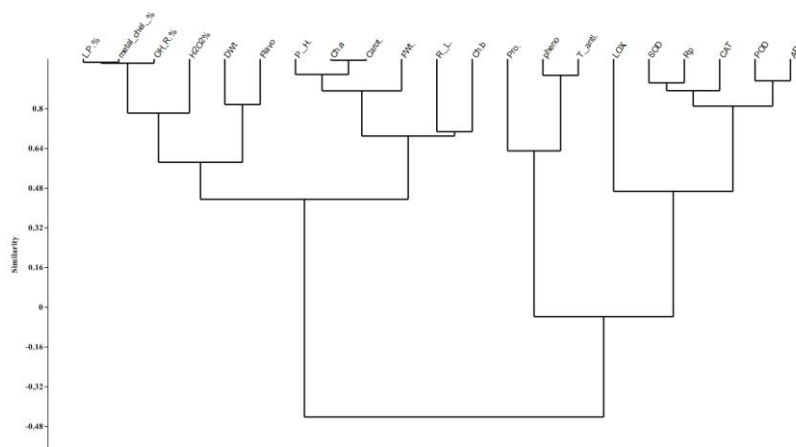 L.P.%
metal_chel._%
OH_R.%
H2O2%
DWt
Flavo
P._H.
Ch.a
Carot.
FWt.
R._L.
Ch.b
Pro.
pheno
T_anti.
LOX
SOD
Rp
CAT
POD
0.8
0.64
0.48
0.32
0.16
0
-0.16
-0.32
-0.48
Similarity